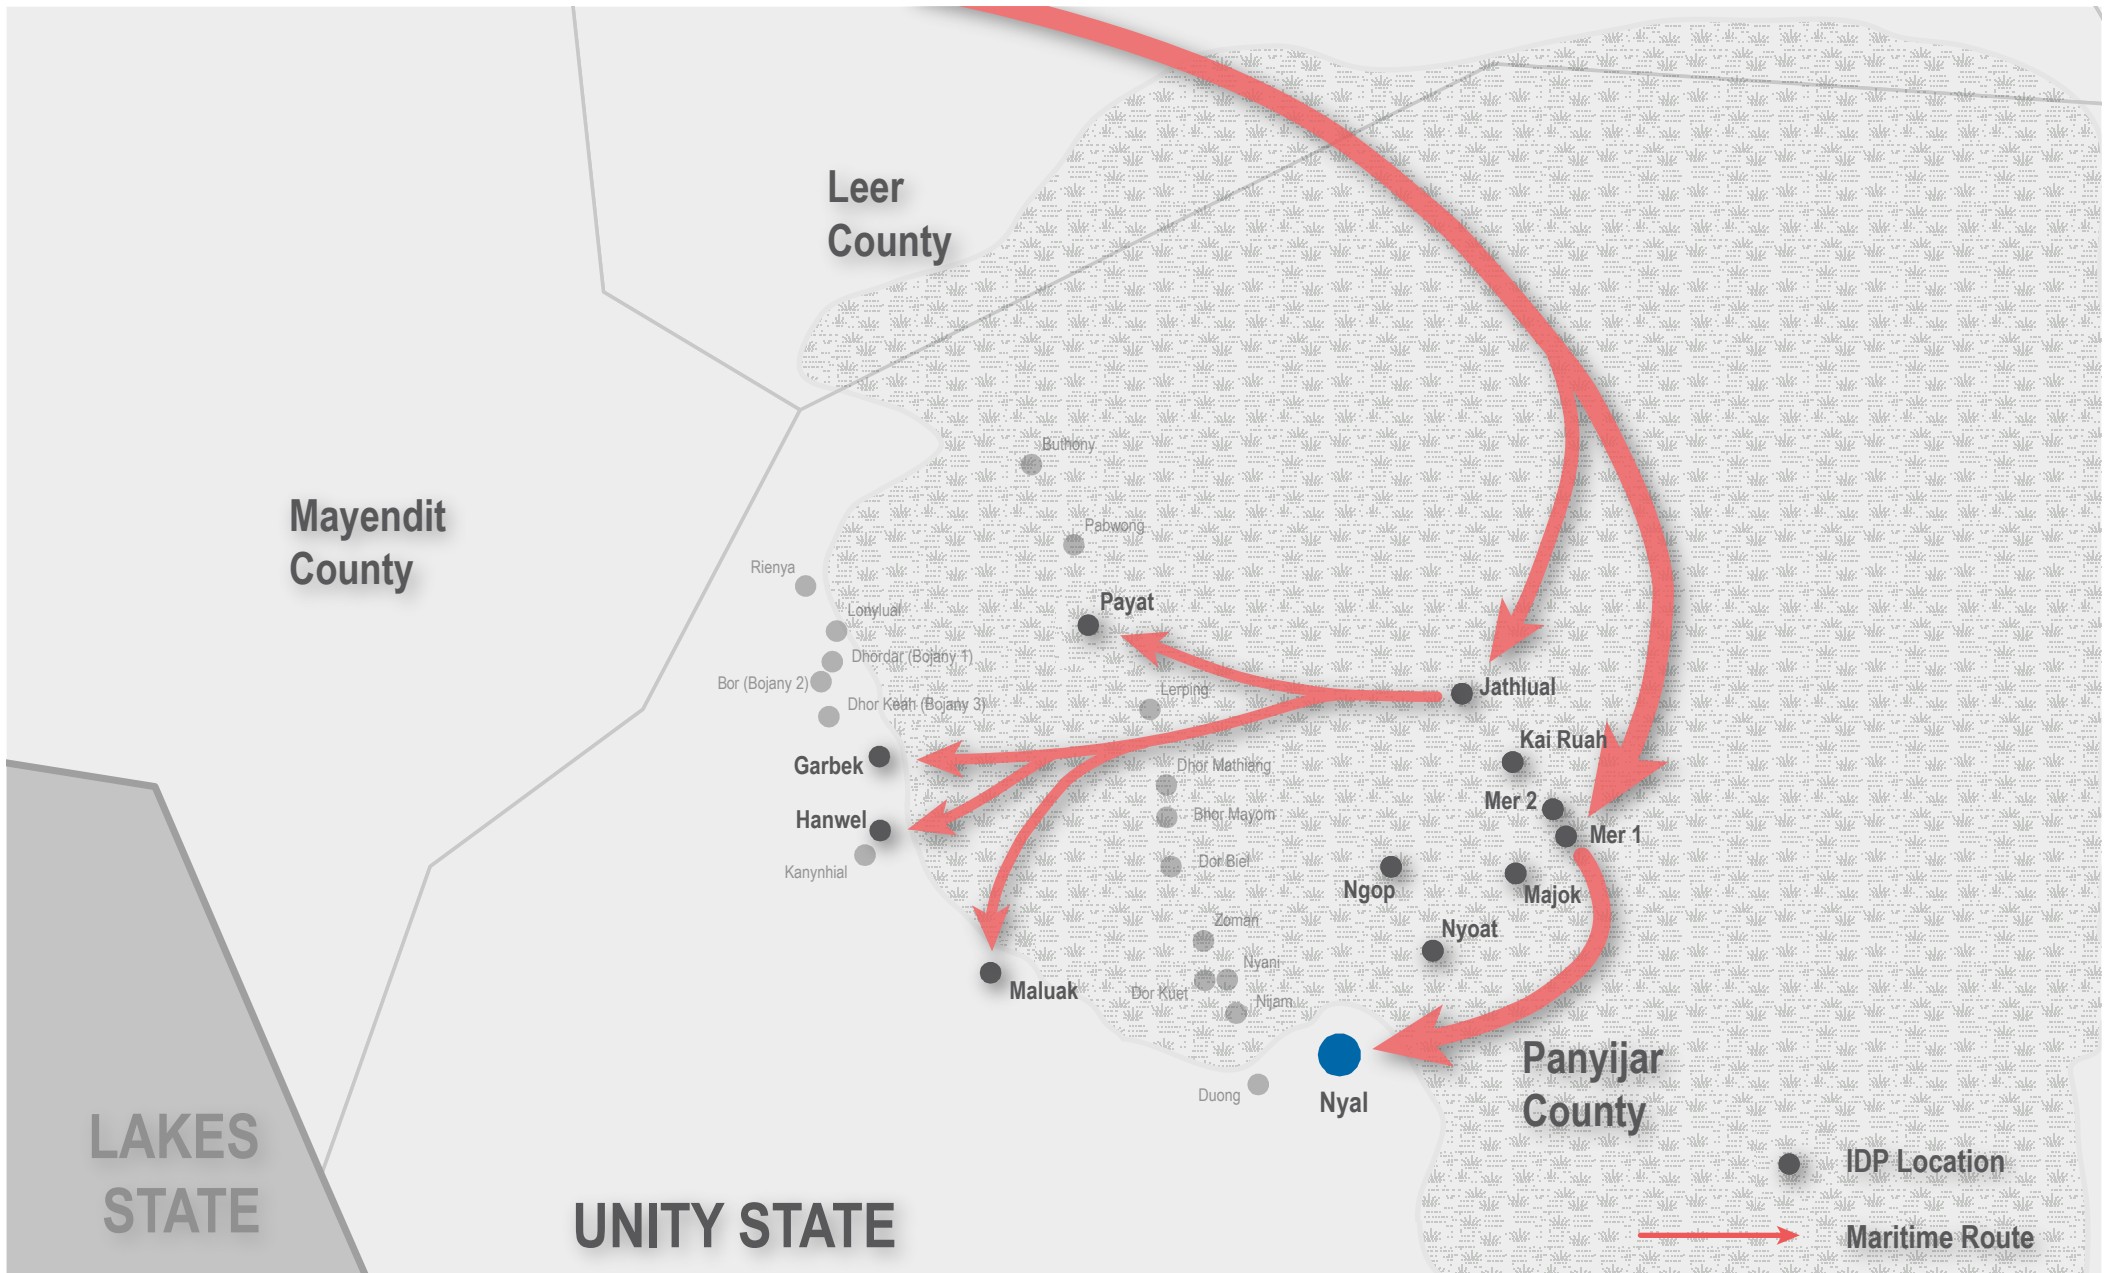 Leer
County
Mayendit
County
Buthony
Pabwong
Rienya
Payat
Lonylual
Dhordar (Bojany 1)
Bor (Bojany 2)
Dhor Keah (Bojany 3)
Lerping
Jathlual
Kai Ruah
Garbek
Dhor Mathiang
Mer 2
Hanwel
Bhor Mayom
Mer 1
Kanynhial
Dor Biel
Ngop
Majok
Zoman
Nyoat
Nyani
Maluak
Dor Kuet
Nijam
Panyijar
County
Duong
Nyal
LAKES
STATE
UNITY STATE
IDP Location
Maritime Route